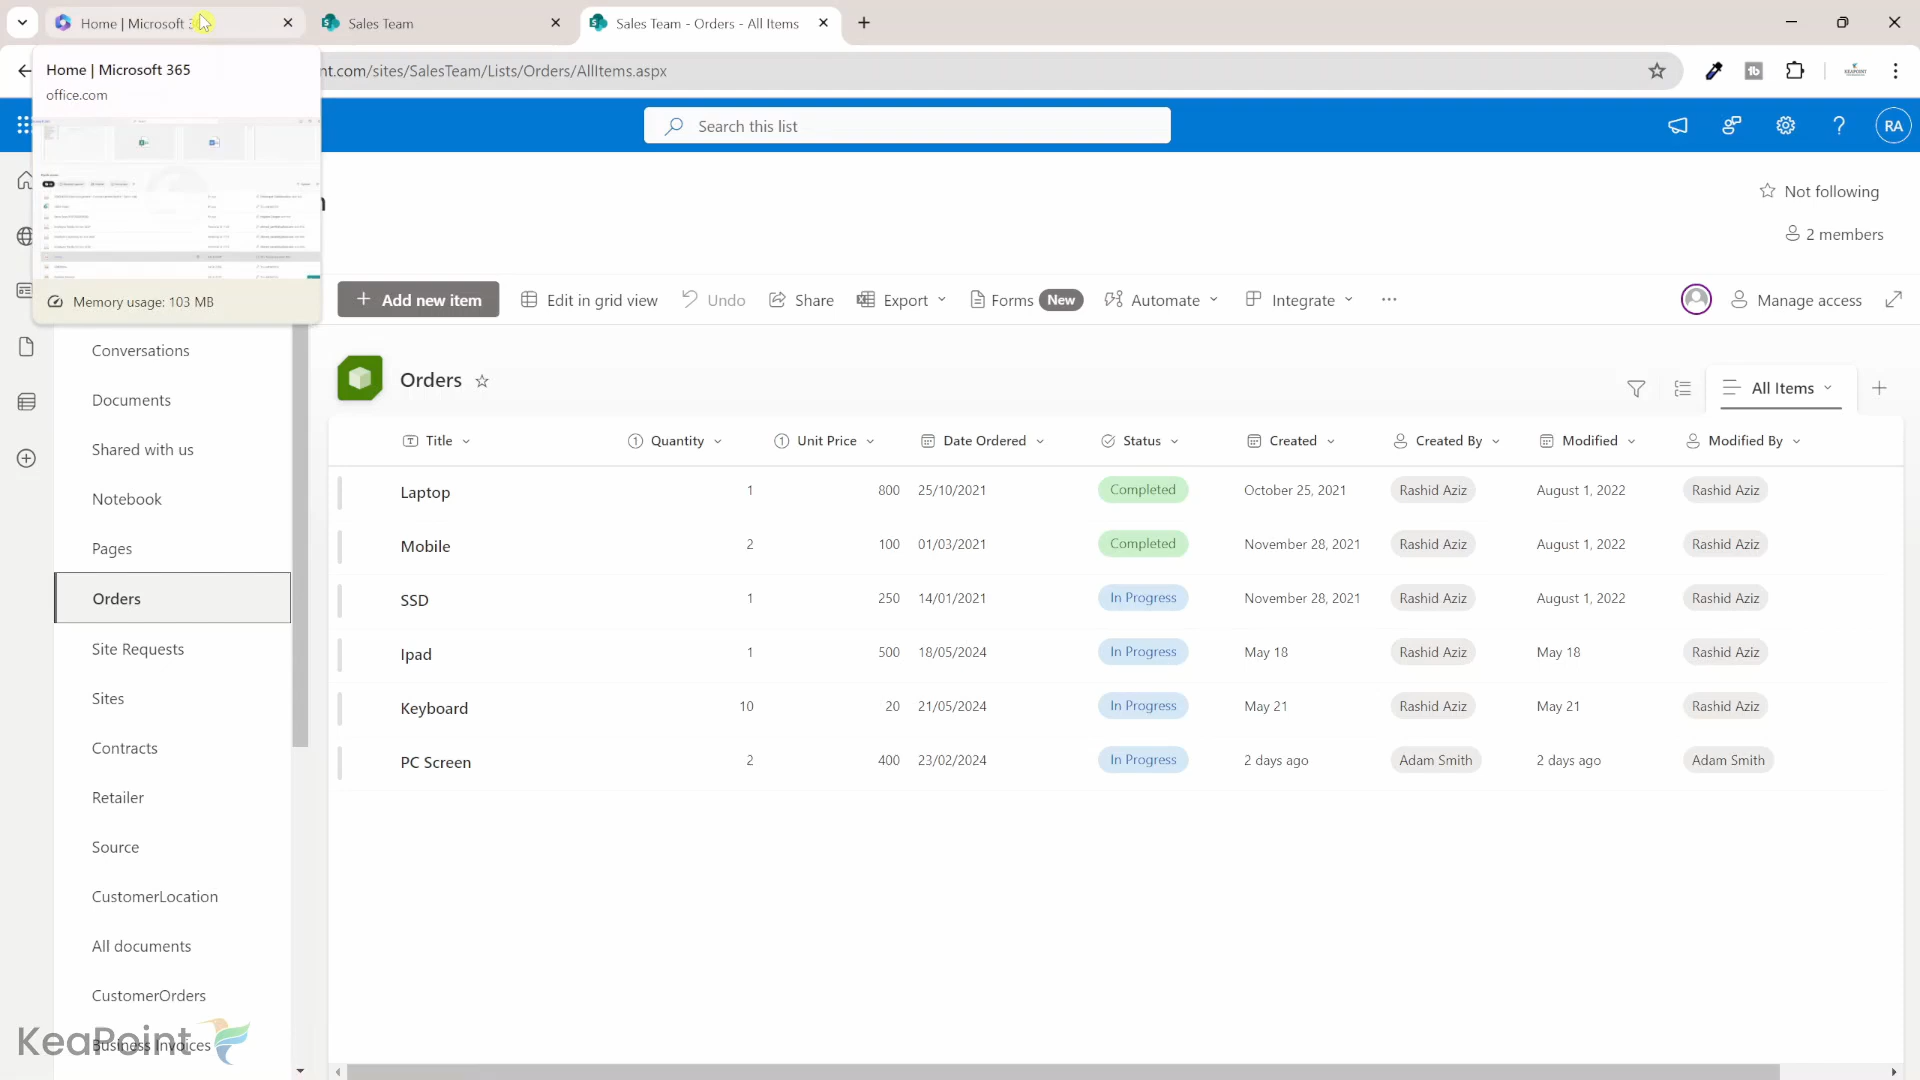 Home | Microsoft 3
Sales Team
Sales Team - Orders - All Items
Home | Microsoft 365
office.com
Memory usage: 103 MB
nt.com/sites/SalesTeam/Lists/Orders/AllItems.aspx
KEAPOINT
Search this list
RA
Not following
2 members
Add new item
Edit in grid view
Undo
Share
Export
Forms
New
Automate
Integrate
Manage access
Conversations
Documents
Shared with us
Notebook
Pages
Orders
Site Requests
Sites
Contracts
Retailer
Source
CustomerLocation
All documents
CustomerOrders
Business Invoices
KeaPoint
Orders
All Items
Title Quantity Unit Price Date Ordered Status Created Created By Modified Modified By
Laptop 1 800 25/10/2021 Completed October 25, 2021 Rashid Aziz August 1, 2022 Rashid Aziz
Mobile 2 100 01/03/2021 Completed November 28, 2021 Rashid Aziz August 1, 2022 Rashid Aziz
SSD 1 250 14/01/2021 In Progress November 28, 2021 Rashid Aziz August 1, 2022 Rashid Aziz
Ipad 1 500 18/05/2024 In Progress May 18 Rashid Aziz May 18 Rashid Aziz
Keyboard 10 20 21/05/2024 In Progress May 21 Rashid Aziz May 21 Rashid Aziz
PC Screen 2 400 23/02/2024 In Progress 2 days ago Adam Smith 2 days ago Adam Smith